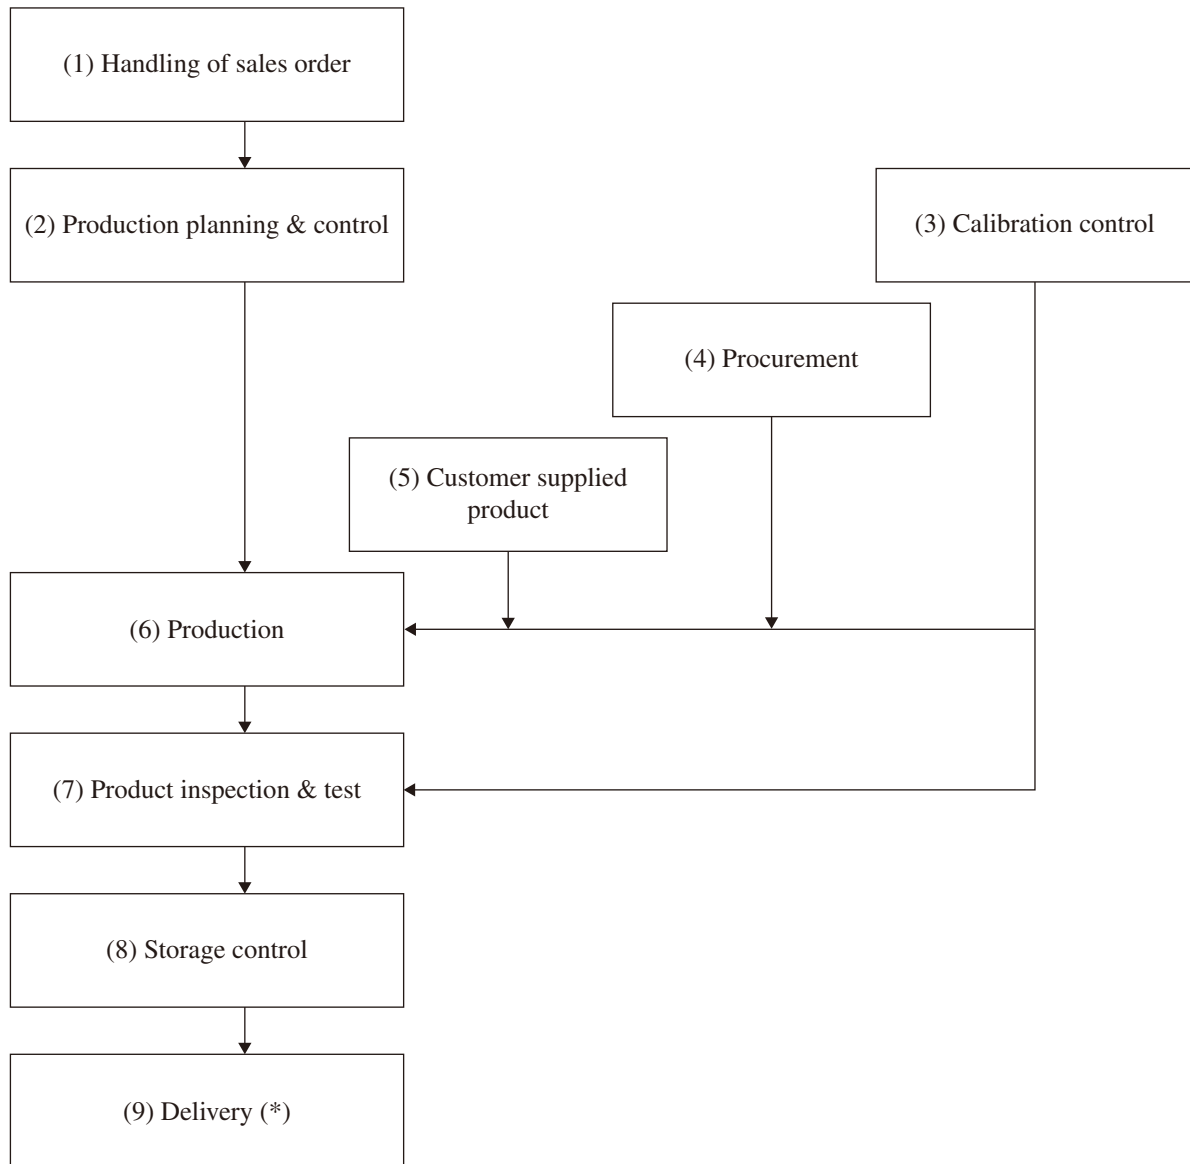 (1) Handling of sales order
(2) Production planning & control
(3) Calibration control
(4) Procurement
(5) Customer supplied
product
(6) Production
(7) Product inspection & test
(8) Storage control
(9) Delivery (*)